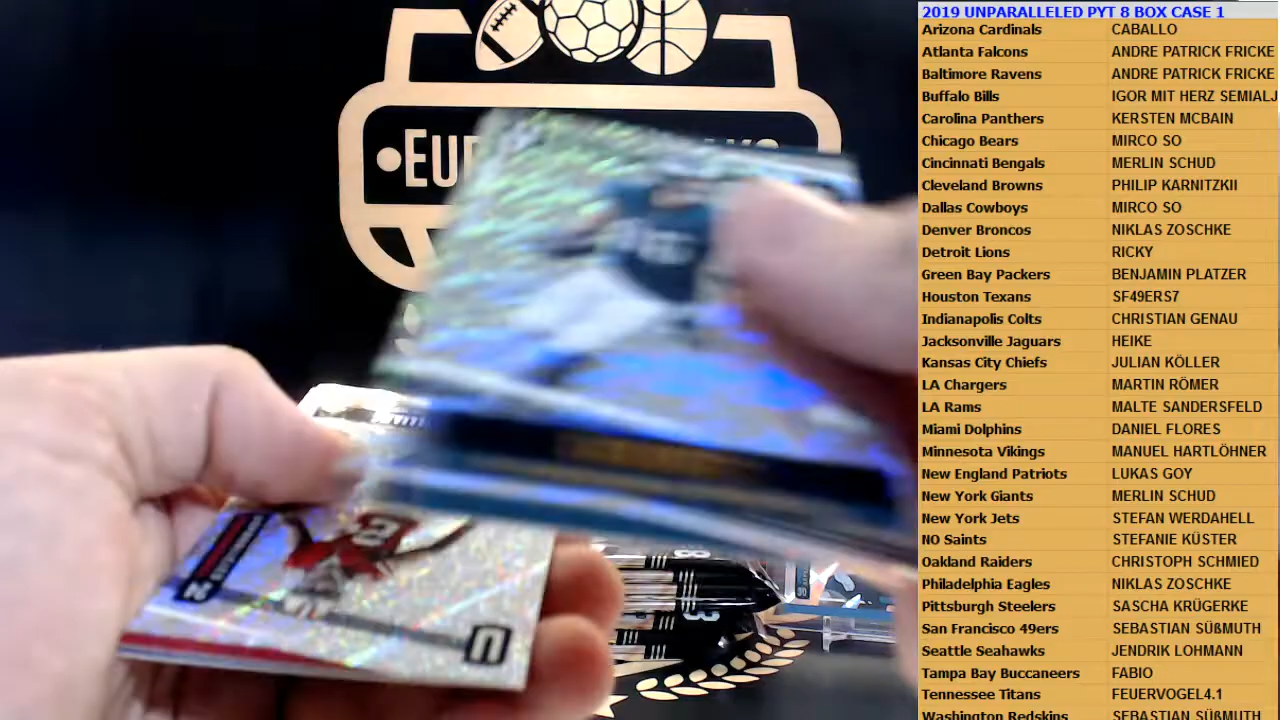 2019 UNPARALLELED PYT 8 BOX CASE 1
Arizona Cardinals CABALLO
Atlanta Falcons ANDRE PATRICK FRICKE
Baltimore Ravens ANDRE PATRICK FRICKE
Buffalo Bills IGOR MIT HERZ SEMIALJ
Carolina Panthers KERSTEN MCBAIN
Chicago Bears MIRCO SO
Cincinnati Bengals MERLIN SCHUD
Cleveland Browns PHILIP KARNITZKII
Dallas Cowboys MIRCO SO
Denver Broncos NIKLAS ZOSCHKE
Detroit Lions RICKY
Green Bay Packers BENJAMIN PLATZER
Houston Texans SF49ERS7
Indianapolis Colts CHRISTIAN GENAU
Jacksonville Jaguars HEIKE
Kansas City Chiefs JULIAN KÖLLER
LA Chargers MARTIN RÖMER
LA Rams MALTE SANDERSFELD
Miami Dolphins DANIEL FLORES
Minnesota Vikings MANUEL HARTLÖHNER
New England Patriots LUKAS GOY
New York Giants MERLIN SCHUD
New York Jets STEFAN WERDAHELL
NO Saints STEFANIE KÜSTER
Oakland Raiders CHRISTOPH SCHMIED
Philadelphia Eagles NIKLAS ZOSCHKE
Pittsburgh Steelers SASCHA KRÜGERKE
San Francisco 49ers SEBASTIAN SÜßMUTH
Seattle Seahawks JENDRIK LOHMANN
Tampa Bay Buccaneers FABIO
Tennessee Titans FEUERVOGEL4.1
Washington Redskins SEBASTIAN SÜßMUTH
EU
U
3